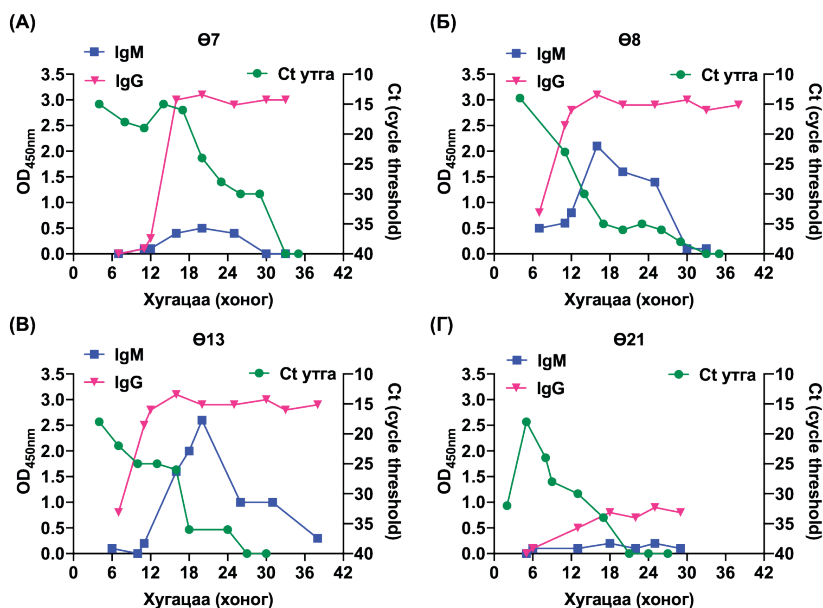 (А)
Ө7
IgM
IgG
Ct утга
3.5
3.0
2.5
2.0
1.5
1.0
0.5
0.0
OD450nm
10
15
20
25
30
35
40
Ct (cycle threshold)
0 6 12 18 24 30 36 42
Хугацаа (хоног)
(Б)
Ө8
IgM
IgG
Ct утга
3.5
3.0
2.5
2.0
1.5
1.0
0.5
0.0
OD450nm
10
15
20
25
30
35
40
Ct (cycle threshold)
0 6 12 18 24 30 36 42
Хугацаа (хоног)
(В)
Ө13
IgM
IgG
Ct утга
3.5
3.0
2.5
2.0
1.5
1.0
0.5
0.0
OD450nm
10
15
20
25
30
35
40
Ct (cycle threshold)
0 6 12 18 24 30 36 42
Хугацаа (хоног)
(Г)
Ө21
IgM
IgG
Ct утга
3.5
3.0
2.5
2.0
1.5
1.0
0.5
0.0
OD450nm
10
15
20
25
30
35
40
Ct (cycle threshold)
0 6 12 18 24 30 36 42
Хугацаа (хоног)